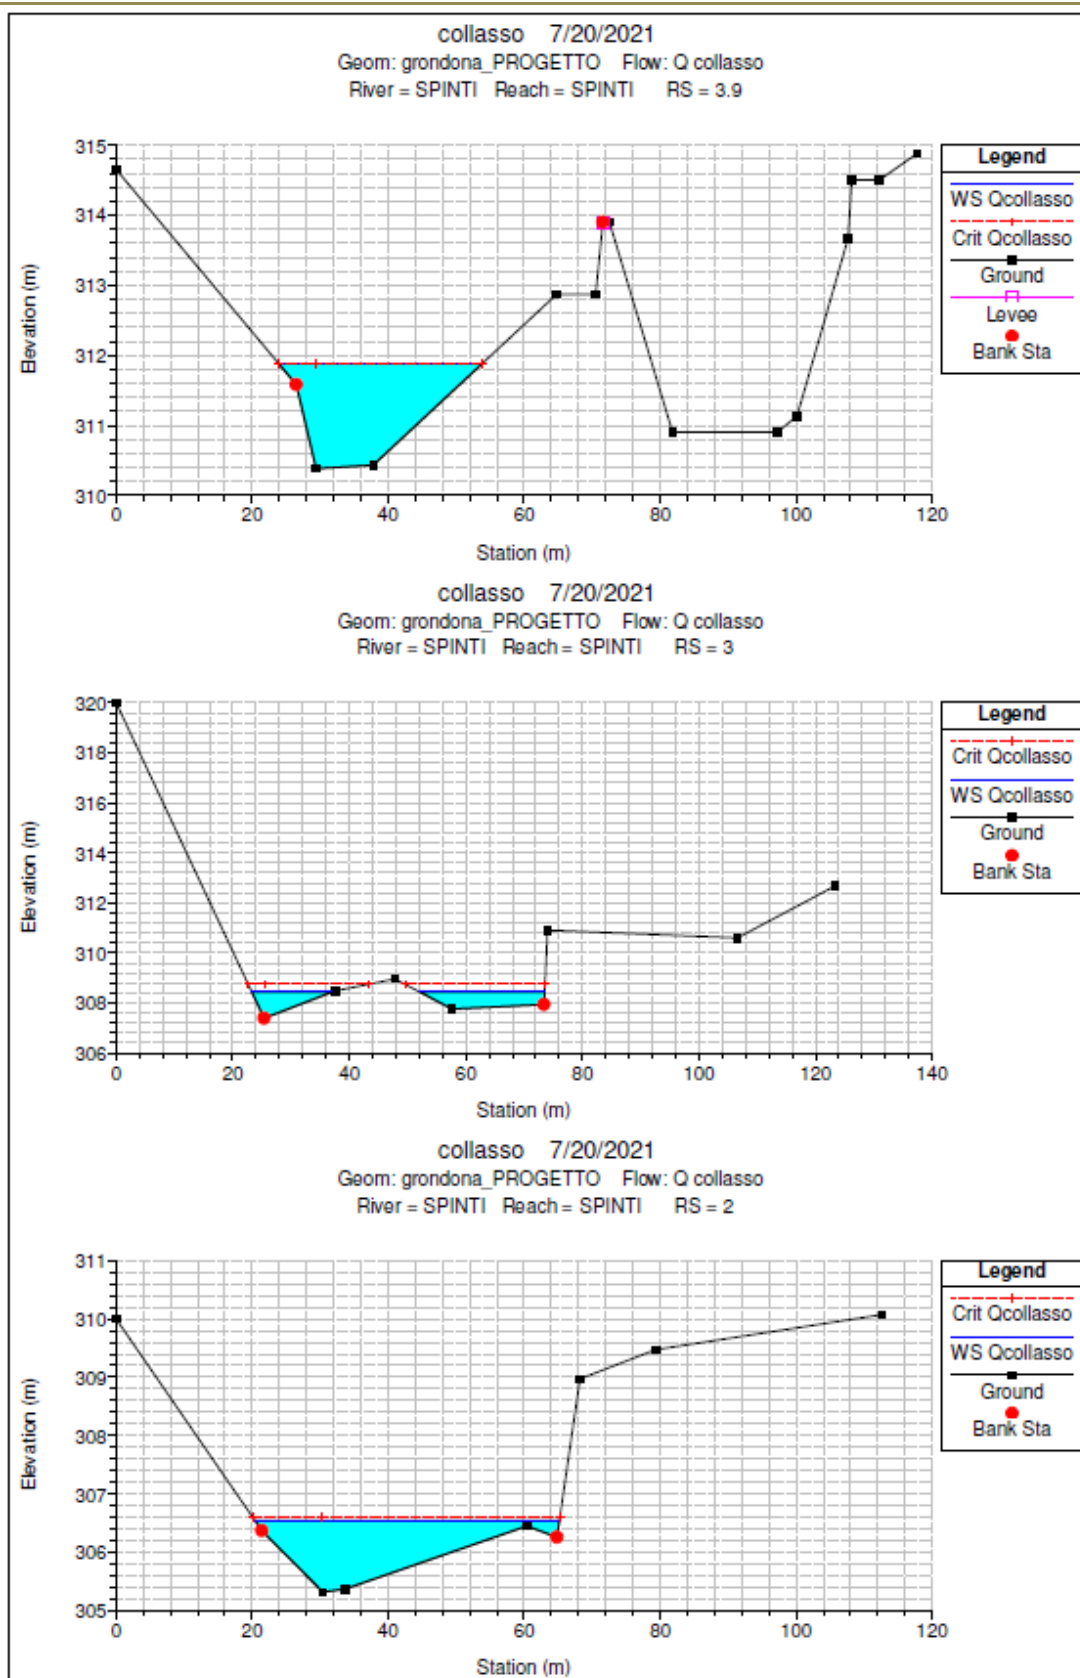 collasso 7/20/2021
Geom: grondona_PROGETTO Flow: Q collasso
River = SPINTI Reach = SPINTI RS = 3.9
315
314
313
312
311
310
Elevation (m)
0 20 40 60 80 100 120
Station (m)
Legend
WS Qcollasso
Crit Qcollasso
Ground
Levee
Bank Sta
collasso 7/20/2021
Geom: grondona_PROGETTO Flow: Q collasso
River = SPINTI Reach = SPINTI RS = 3
320
318
316
314
312
310
308
306
Elevation (m)
0 20 40 60 80 100 120 140
Station (m)
Legend
Crit Qcollasso
WS Qcollasso
Ground
Bank Sta
collasso 7/20/2021
Geom: grondona_PROGETTO Flow: Q collasso
River = SPINTI Reach = SPINTI RS = 2
311
310
309
308
307
306
305
Elevation (m)
0 20 40 60 80 100 120
Station (m)
Legend
Crit Qcollasso
WS Qcollasso
Ground
Bank Sta